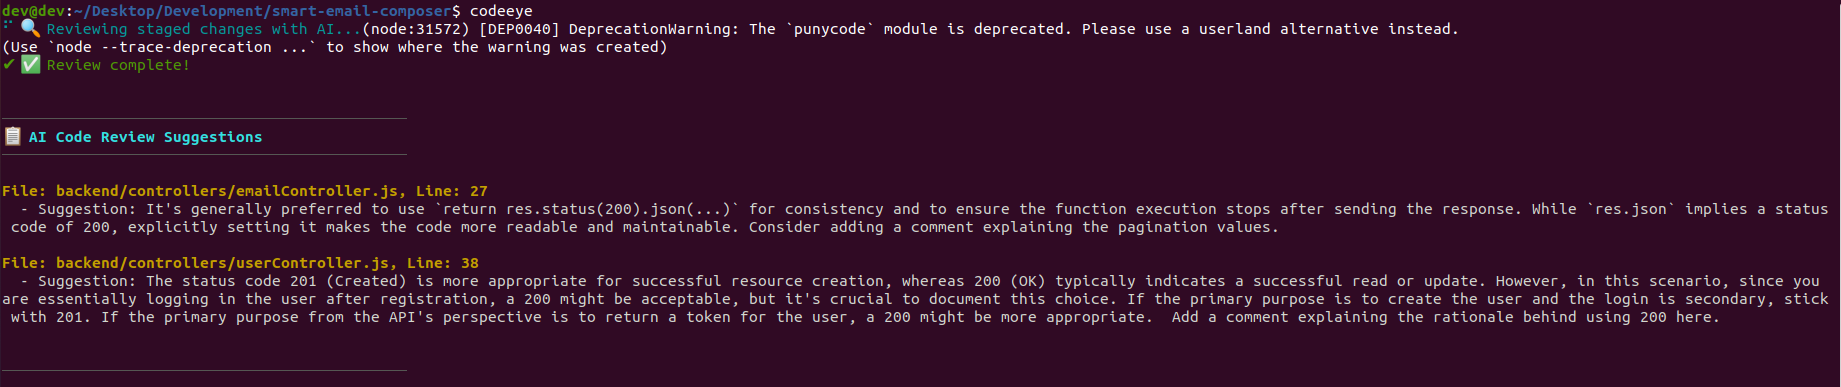 dev@dev:~/Desktop/Development/smart-email-composer$ codeeye
⠋ 🔍 Reviewing staged changes with AI...(node:31572) [DEP0040] DeprecationWarning: The `punycode` module is deprecated. Please use a userland alternative instead.
(Use `node --trace-deprecation ...` to show where the warning was created)
✔ ✅ Review complete!
📋 AI Code Review Suggestions
File: backend/controllers/emailController.js, Line: 27
  - Suggestion: It's generally preferred to use `return res.status(200).json(...)` for consistency and to ensure the function execution stops after sending the response. While `res.json` implies a status
 code of 200, explicitly setting it makes the code more readable and maintainable. Consider adding a comment explaining the pagination values.
File: backend/controllers/userController.js, Line: 38
  - Suggestion: The status code 201 (Created) is more appropriate for successful resource creation, whereas 200 (OK) typically indicates a successful read or update. However, in this scenario, since you
are essentially logging in the user after registration, a 200 might be acceptable, but it's crucial to document this choice. If the primary purpose is to create the user and the login is secondary, stick
 with 201. If the primary purpose from the API's perspective is to return a token for the user, a 200 might be more appropriate.  Add a comment explaining the rationale behind using 200 here.